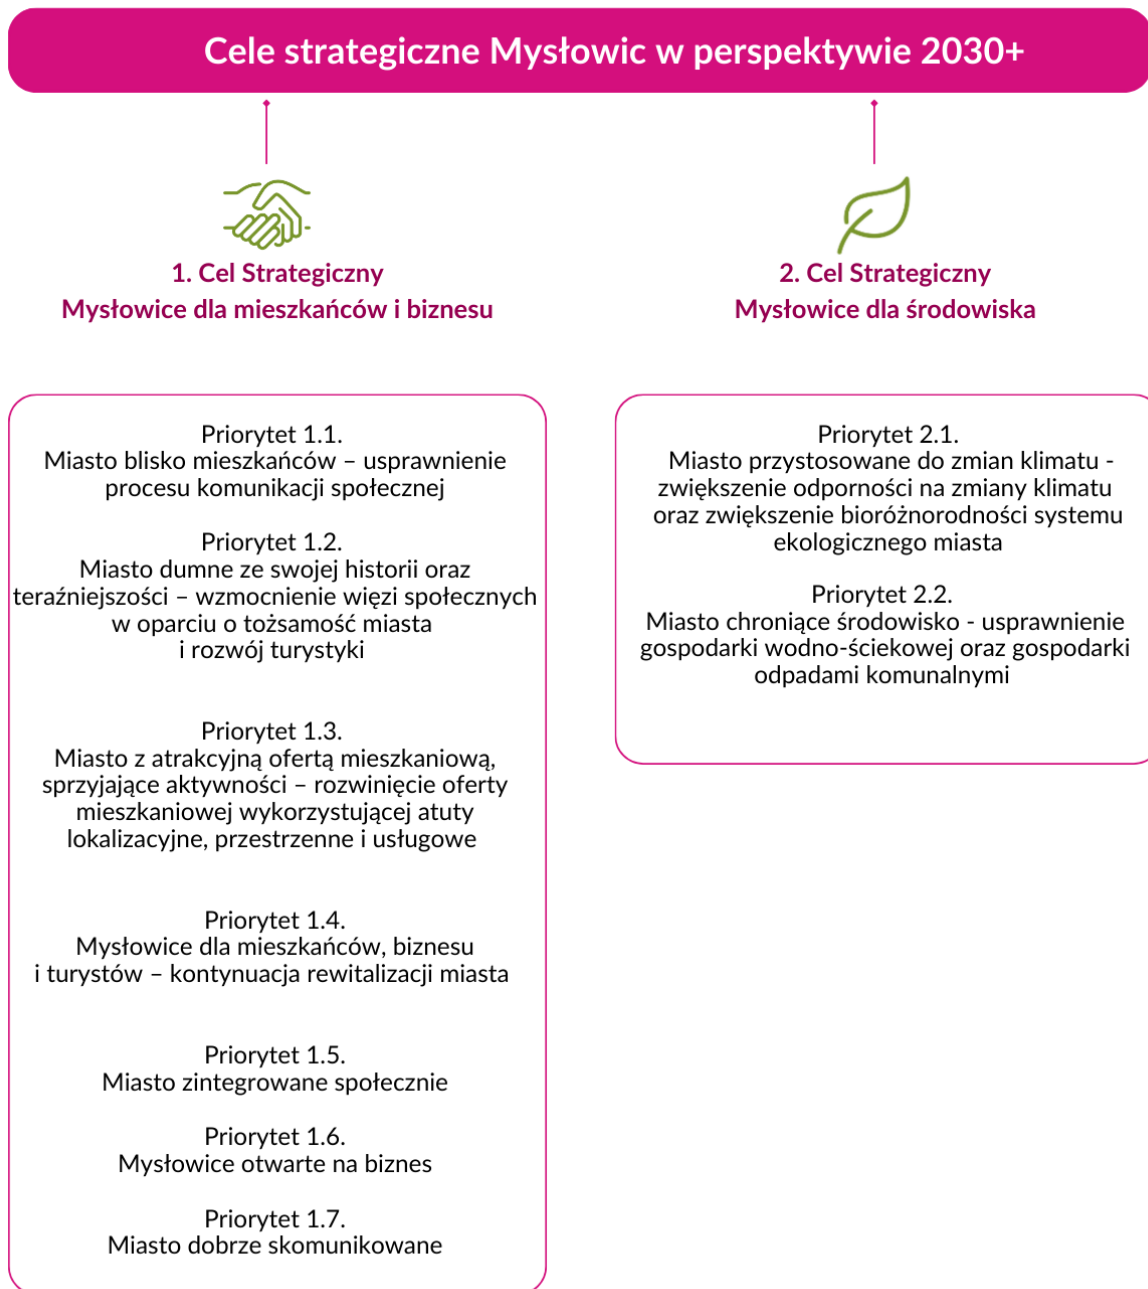 Cele strategiczne Mysłowic w perspektywie 2030+
1. Cel Strategiczny
Mysłowice dla mieszkańców i biznesu
Priorytet 1.1.
Miasto blisko mieszkańców – usprawnienie
procesu komunikacji społecznej
Priorytet 1.2.
Miasto dumne ze swojej historii oraz
teraźniejszości – wzmocnienie więzi społecznych
w oparciu o tożsamość miasta
i rozwój turystyki
Priorytet 1.3.
Miasto z atrakcyjną ofertą mieszkaniową,
sprzyjające aktywności – rozwinięcie oferty
mieszkaniowej wykorzystującej atuty
lokalizacyjne, przestrzenne i usługowe
Priorytet 1.4.
Mysłowice dla mieszkańców, biznesu
i turystów – kontynuacja rewitalizacji miasta
Priorytet 1.5.
Miasto zintegrowane społecznie
Priorytet 1.6.
Mysłowice otwarte na biznes
Priorytet 1.7.
Miasto dobrze skomunikowane
2. Cel Strategiczny
Mysłowice dla środowiska
Priorytet 2.1.
Miasto przystosowane do zmian klimatu -
zwiększenie odporności na zmiany klimatu
oraz zwiększenie bioróżnorodności systemu
ekologicznego miasta
Priorytet 2.2.
Miasto chroniące środowisko - usprawnienie
gospodarki wodno-ściekowej oraz gospodarki
odpadami komunalnymi